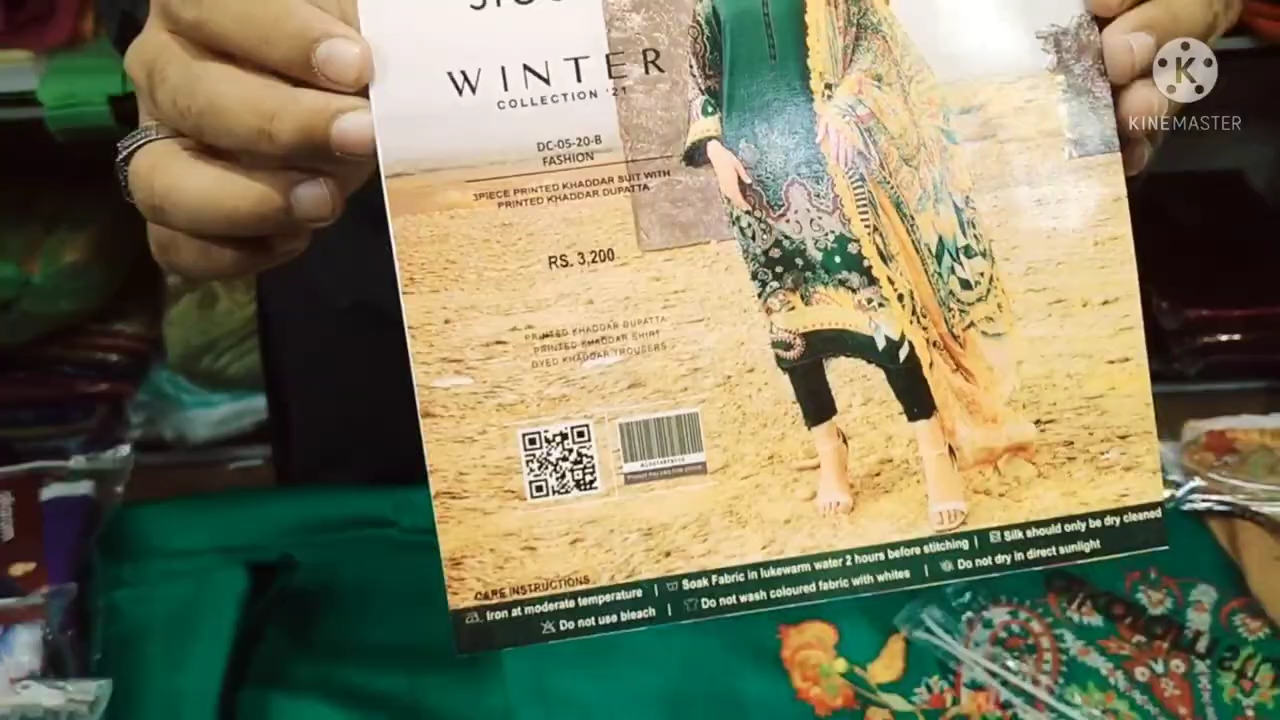 WINTER
COLLECTION '21
DC-05-20-B
FASHION
3PIECE PRINTED KHADDAR SUIT WITH
PRINTED KHADDAR DUPATTA
RS. 3,200
PRINTED KHADDAR DUPATTA
PRINTED KHADDAR SHIRT
DYED KHADDAR TROUSERS
CARE INSTRUCTIONS
Iron at moderate temperature | Soak Fabric in lukewarm water 2 hours before stitching | Silk should only be dry cleaned
Do not use bleach | Do not wash coloured fabric with whites | Do not dry in direct sunlight
K
KINEMASTER